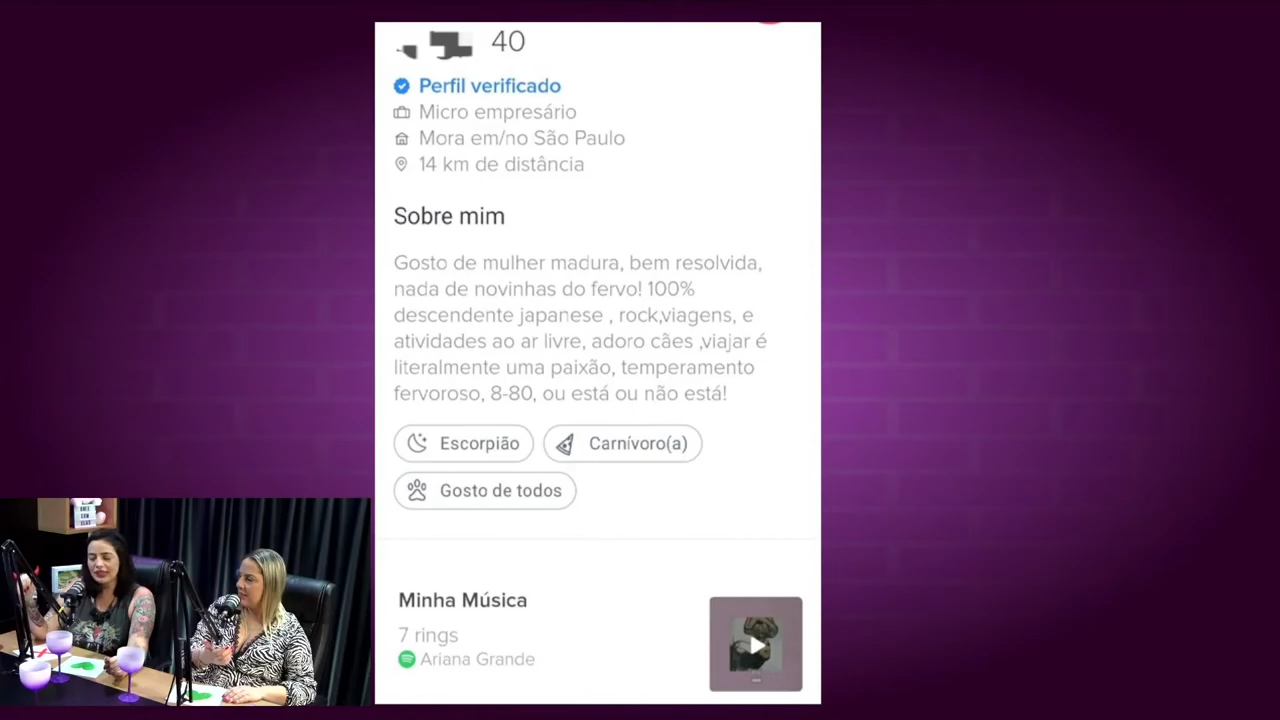 40
Perfil verificado
Micro empresário
Mora em/no São Paulo
14 km de distância
Sobre mim
Gosto de mulher madura, bem resolvida,
nada de novinhas do fervo! 100%
descendente japanese , rock,viagens, e
atividades ao ar livre, adoro cães ,viajar é
literalmente uma paixão, temperamento
fervoroso, 8-80, ou está ou não está!
Escorpião
Carnívoro(a)
Gosto de todos
Minha Música
7 rings
Ariana Grande